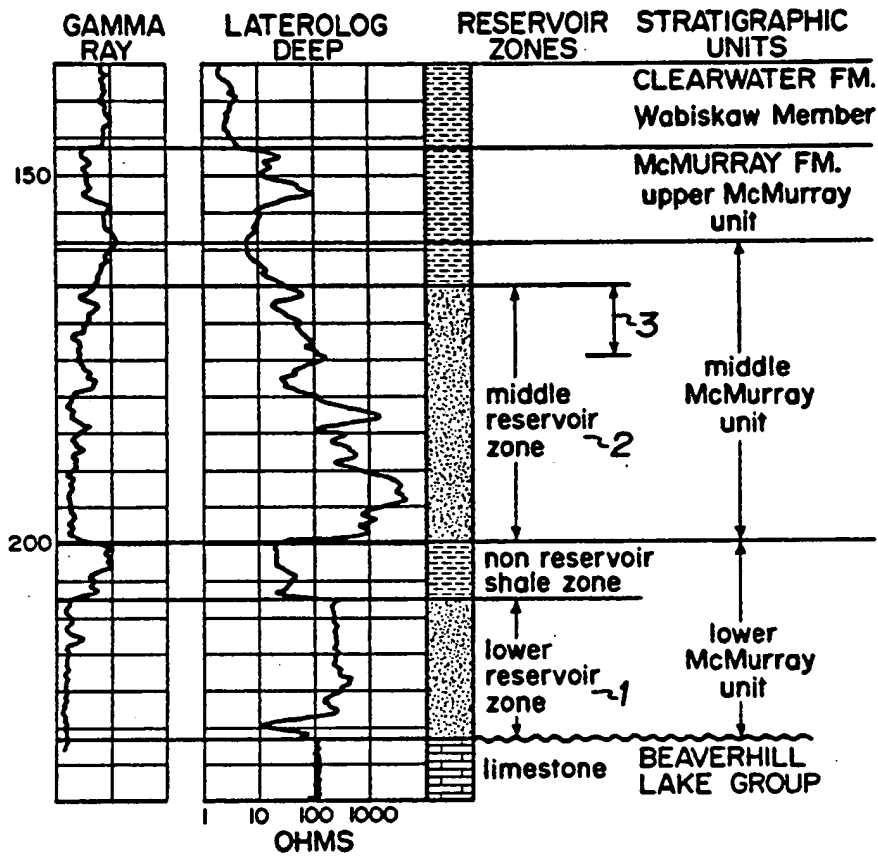 GAMMA
RAY
LATEROLOG
DEEP
RESERVOIR
ZONES
STRATIGRAPHIC
UNITS
CLEARWATER FM.
Wabiskaw Member
McMURRAY FM.
upper McMurray
unit
150
3
middle
reservoir
zone
2
middle
McMurray
unit
200
non reservoir
shale zone
lower
reservoir
zone
1
lower
McMurray
unit
limestone
BEAVERHILL
LAKE GROUP
1 10 100 1000
OHMS